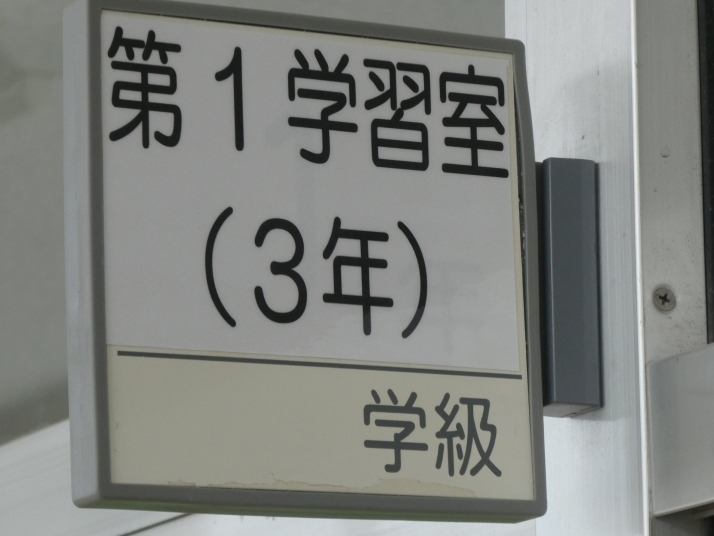 第1学習室
(3年)
学級